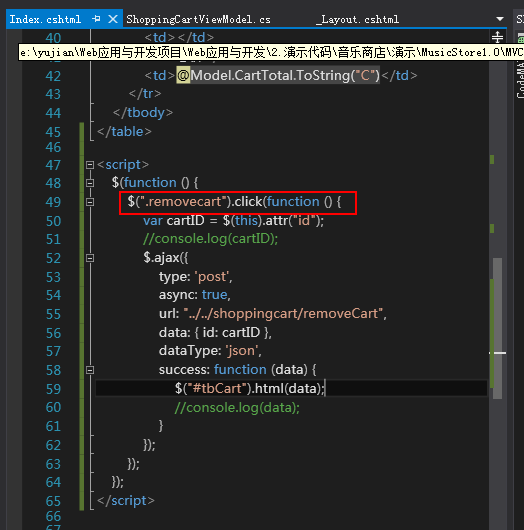 Index.cshtml ShoppingCartViewModel.cs _Layout.cshtml
40 <td></td>
e:\yujian\Web应用与开发项目\Web应用与开发\2.演示代码\音乐商店\演示\MusicStore1.0\MVC
42 <td>@Model.CartTotal.ToString("C")</td>
43 </tr>
44 </tbody>
45 </table>
46
47 <script>
48 $(function () {
49 $(".removecart").click(function () {
50 var cartID = $(this).attr("id");
51 //console.log(cartID);
52 $.ajax({
53 type: 'post',
54 async: true,
55 url: "../../shoppingcart/removeCart",
56 data: { id: cartID },
57 dataType: 'json',
58 success: function (data) {
59 $("#tbCart").html(data);
60 //console.log(data);
61 }
62 });
63 });
64 });
65 </script>
66